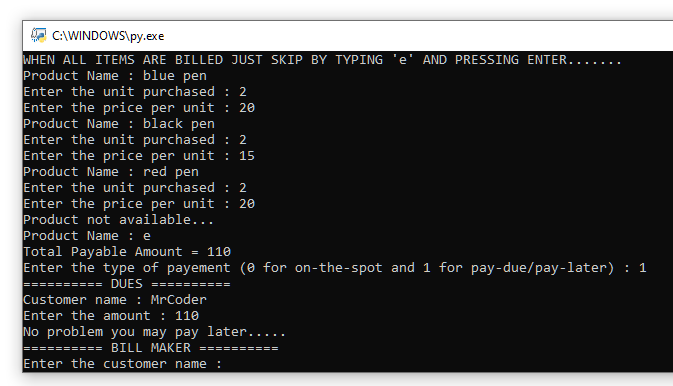 C:\WINDOWS\py.exe
WHEN ALL ITEMS ARE BILLED JUST SKIP BY TYPING 'e' AND PRESSING ENTER.......
Product Name : blue pen
Enter the unit purchased : 2
Enter the price per unit : 20
Product Name : black pen
Enter the unit purchased : 2
Enter the price per unit : 15
Product Name : red pen
Enter the unit purchased : 2
Enter the price per unit : 20
Product not available...
Product Name : e
Total Payable Amount = 110
Enter the type of payement (0 for on-the-spot and 1 for pay-due/pay-later) : 1
========== DUES ==========
Customer name : MrCoder
Enter the amount : 110
No problem you may pay later.....
========== BILL MAKER ==========
Enter the customer name :